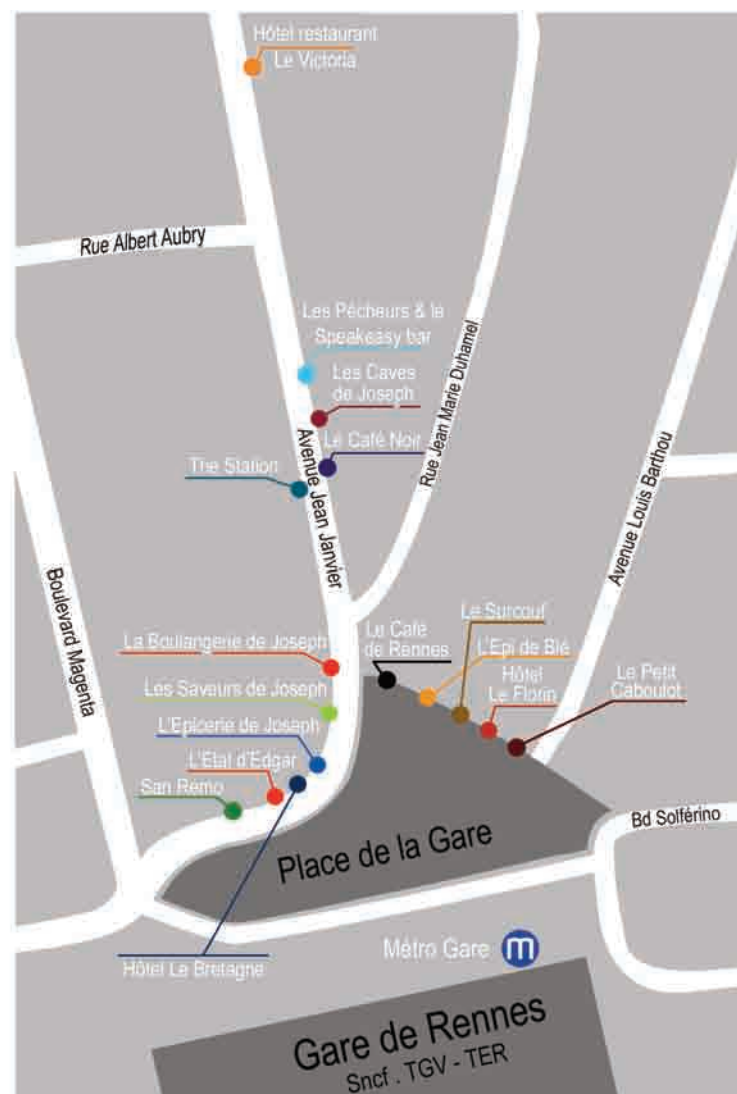 Hôtel restaurant
Le Victoria
Rue Albert Aubry
Les Pécheurs & le
Speakeasy bar
Les Caves
de Joseph
Le Café Noir
The Station
Avenue Jean Janvier
Rue Jean Marie Duhamel
Avenue Louis Barthou
Boulevard Magenta
La Boulangerie de Joseph
Les Saveurs de Joseph
L'Epicerie de Joseph
L'Etal d'Edgar
San Remo
Le Café
de Rennes
Le Surcouf
L'Epi de Blé
Hôtel
Le Florin
Le Petit
Caboulot
Place de la Gare
Bd Solférino
Hôtel Le Bretagne
Métro Gare m
Gare de Rennes
Sncf . TGV - TER